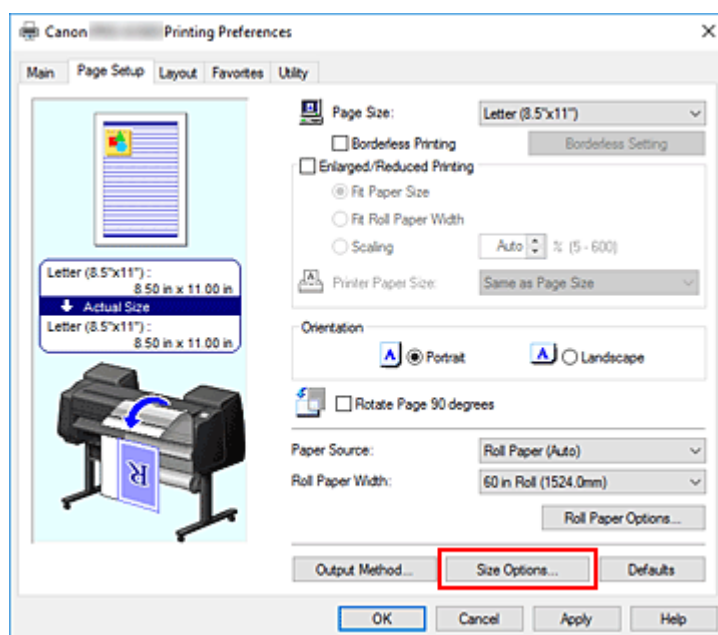 Canon Printing Preferences
Main Page Setup Layout Favorites Utility
Page Size: Letter (8.5"x11")
Borderless Printing Borderless Setting
Enlarged/Reduced Printing
Fit Paper Size
Fit Roll Paper Width
Scaling Auto % (5 - 600)
Printer Paper Size: Same as Page Size
Letter (8.5"x11") :
8.50 in x 11.00 in
Actual Size
Letter (8.5"x11") :
8.50 in x 11.00 in
Orientation
A Portrait A Landscape
Rotate Page 90 degrees
R
Paper Source: Roll Paper (Auto)
Roll Paper Width: 60 in Roll (1524.0mm)
Roll Paper Options...
Output Method... Size Options... Defaults
OK Cancel Apply Help